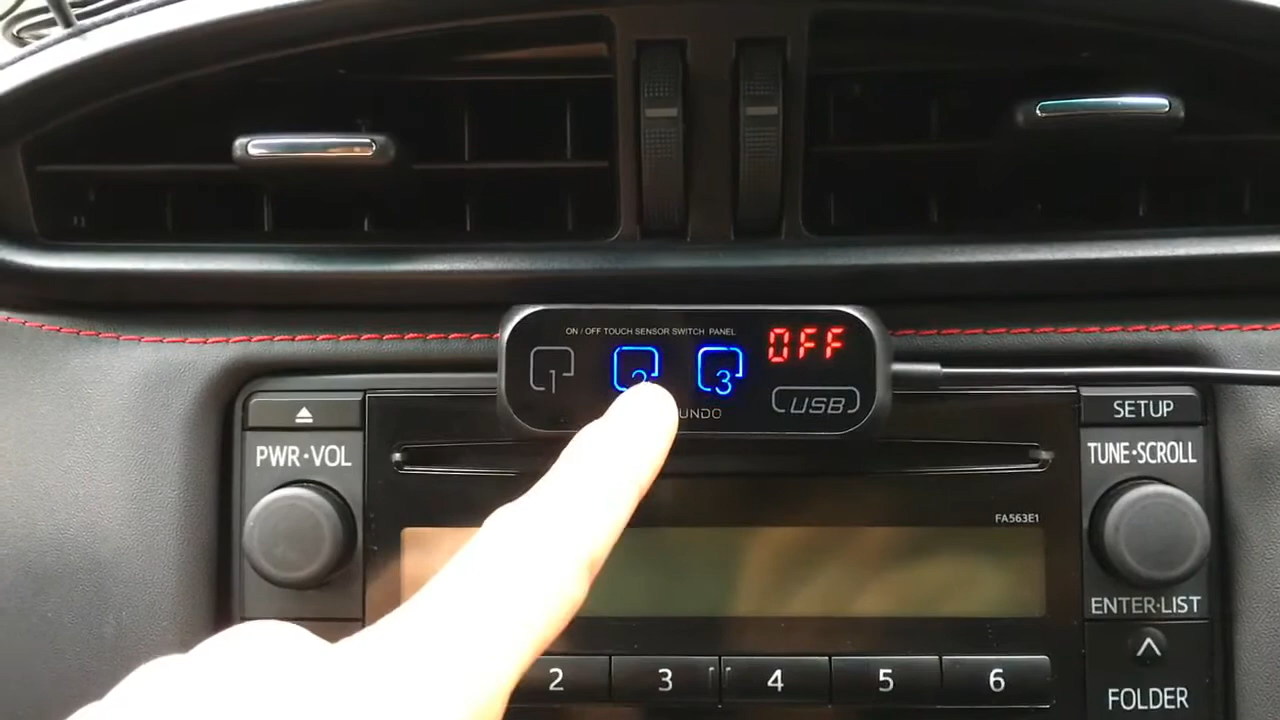 ON / OFF TOUCH SENSOR SWITCH PANEL
OFF
1
2
3
UNDO
USB
SETUP
PWR·VOL
TUNE·SCROLL
FA563E1
ENTER·LIST
2
3
4
5
6
FOLDER